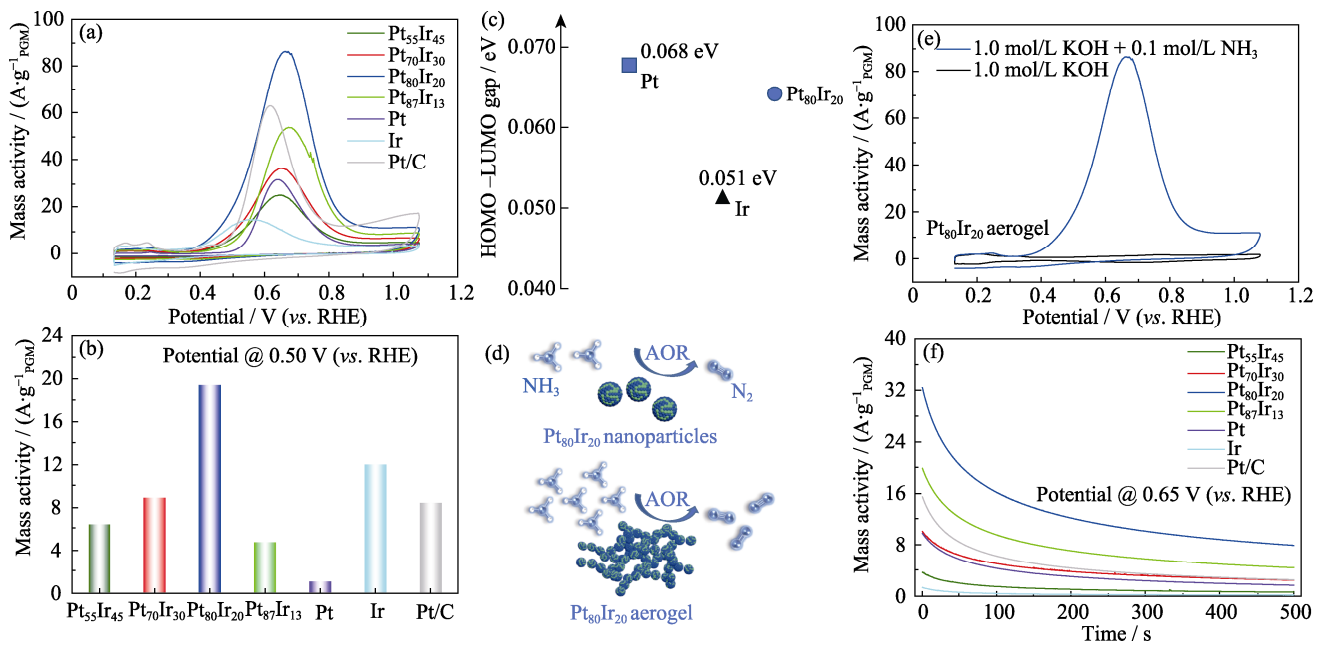 (a)
Mass activity / (A·g⁻¹PGM)
100
80
60
40
20
0
Pt55Ir45
Pt70Ir30
Pt80Ir20
Pt87Ir13
Pt
Ir
Pt/C
0 0.2 0.4 0.6 0.8 1.0 1.2
Potential / V (vs. RHE)
(c)
HOMO –LUMO gap / eV
0.070
0.060
0.050
0.040
0.068 eV
Pt
Pt80Ir20
0.051 eV
Ir
(e)
Mass activity / (A·g⁻¹PGM)
100
80
60
40
20
0
1.0 mol/L KOH + 0.1 mol/L NH3
1.0 mol/L KOH
Pt80Ir20 aerogel
0 0.2 0.4 0.6 0.8 1.0 1.2
Potential / V (vs. RHE)
(b)
Potential @ 0.50 V (vs. RHE)
Mass activity / (A·g⁻¹PGM)
24
20
16
12
8
4
0
Pt55Ir45 Pt70Ir30 Pt80Ir20 Pt87Ir13 Pt Ir Pt/C
(d)
AOR
NH3
N2
Pt80Ir20 nanoparticles
AOR
Pt80Ir20 aerogel
(f)
Mass activity / (A·g⁻¹PGM)
40
32
24
16
8
0
Pt55Ir45
Pt70Ir30
Pt80Ir20
Pt87Ir13
Pt
Ir
Pt/C
Potential @ 0.65 V (vs. RHE)
0 100 200 300 400 500
Time / s